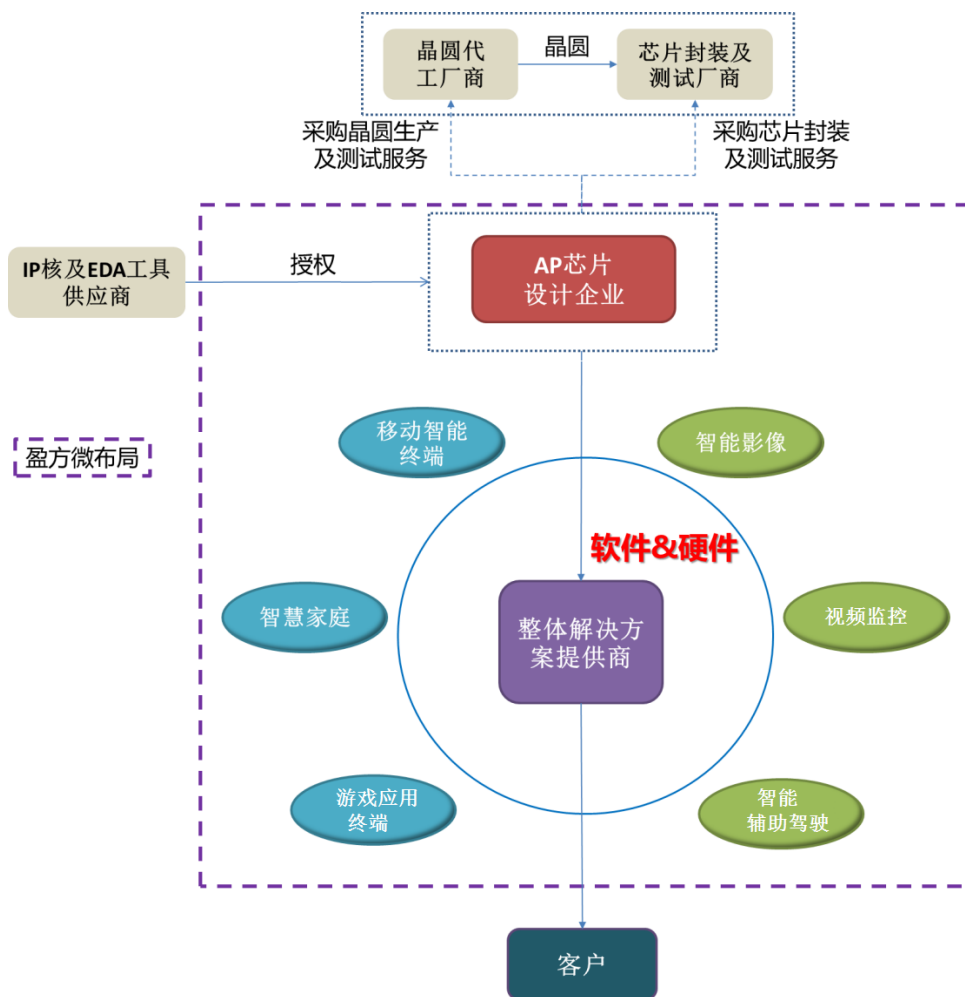 晶圆代
工厂商
晶圆
芯片封装及
测试厂商
采购晶圆生产
及测试服务
采购芯片封装
及测试服务
IP核及EDA工具
供应商
授权
AP芯片
设计企业
盈方微布局
移动智能
终端
智能影像
软件&硬件
智慧家庭
整体解决方
案提供商
视频监控
游戏应用
终端
智能
辅助驾驶
客户